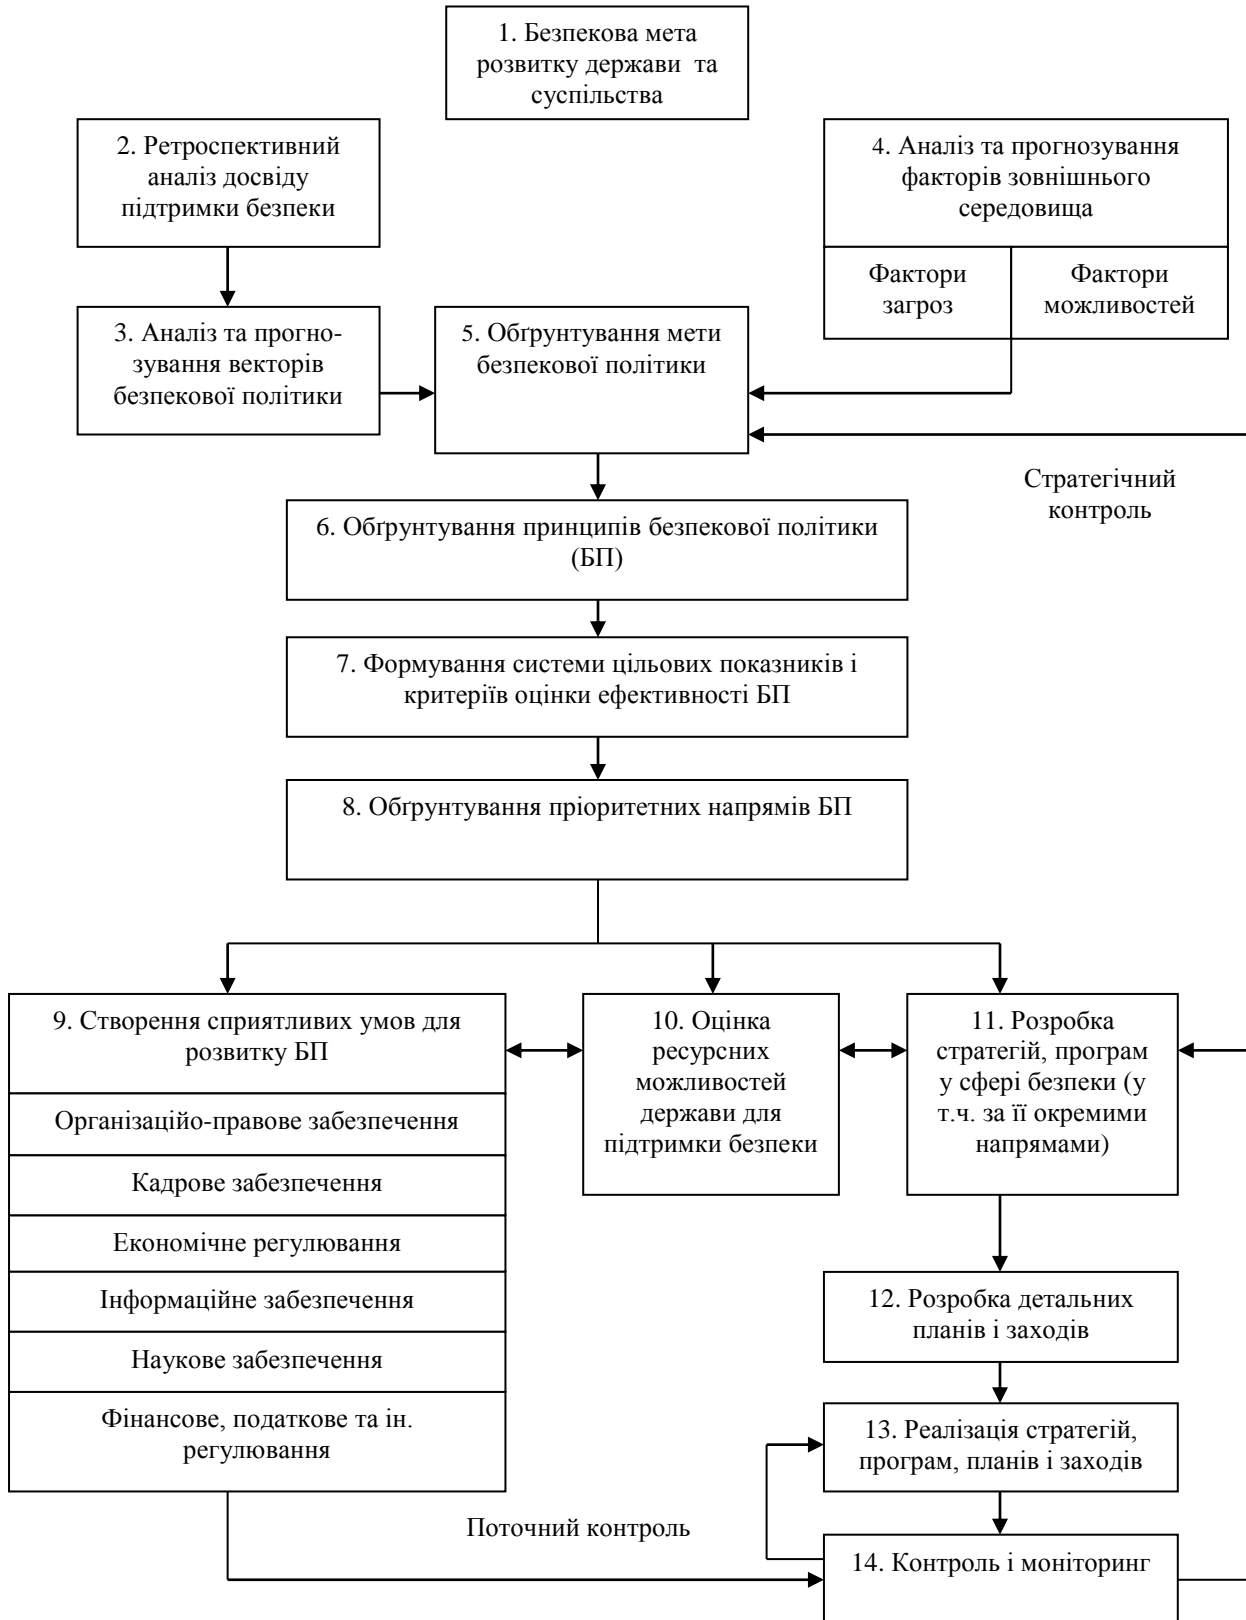 1. Безпекова мета
розвитку держави та
суспільства
2. Ретроспективний
аналіз досвіду
підтримки безпеки
4. Аналіз та прогнозування
факторів зовнішнього
середовища
Фактори
загроз
Фактори
можливостей
3. Аналіз та прогно-
зування векторів
безпекової політики
5. Обґрунтування мети
безпекової політики
Стратегічний
контроль
6. Обґрунтування принципів безпекової політики
(БП)
7. Формування системи цільових показників і
критеріїв оцінки ефективності БП
8. Обґрунтування пріоритетних напрямів БП
9. Створення сприятливих умов для
розвитку БП
Організаційо-правове забезпечення
Кадрове забезпечення
Економічне регулювання
Інформаційне забезпечення
Наукове забезпечення
Фінансове, податкове та ін.
регулювання
10. Оцінка
ресурсних
можливостей
держави для
підтримки безпеки
11. Розробка
стратегій, програм
у сфері безпеки (у
т.ч. за її окремими
напрямами)
12. Розробка детальних
планів і заходів
13. Реалізація стратегій,
програм, планів і заходів
Поточний контроль
14. Контроль і моніторинг